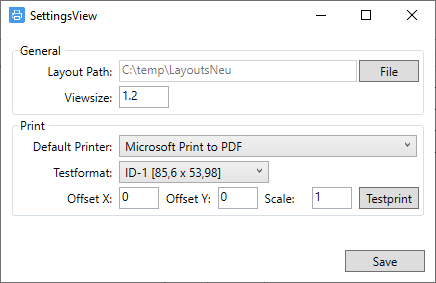 SettingsView
General
Layout Path: C:\temp\LayoutsNeu File
Viewsize: 1.2
Print
Default Printer: Microsoft Print to PDF
Testformat: ID-1 [85,6 x 53,98]
Offset X: 0 Offset Y: 0 Scale: 1 Testprint
Save